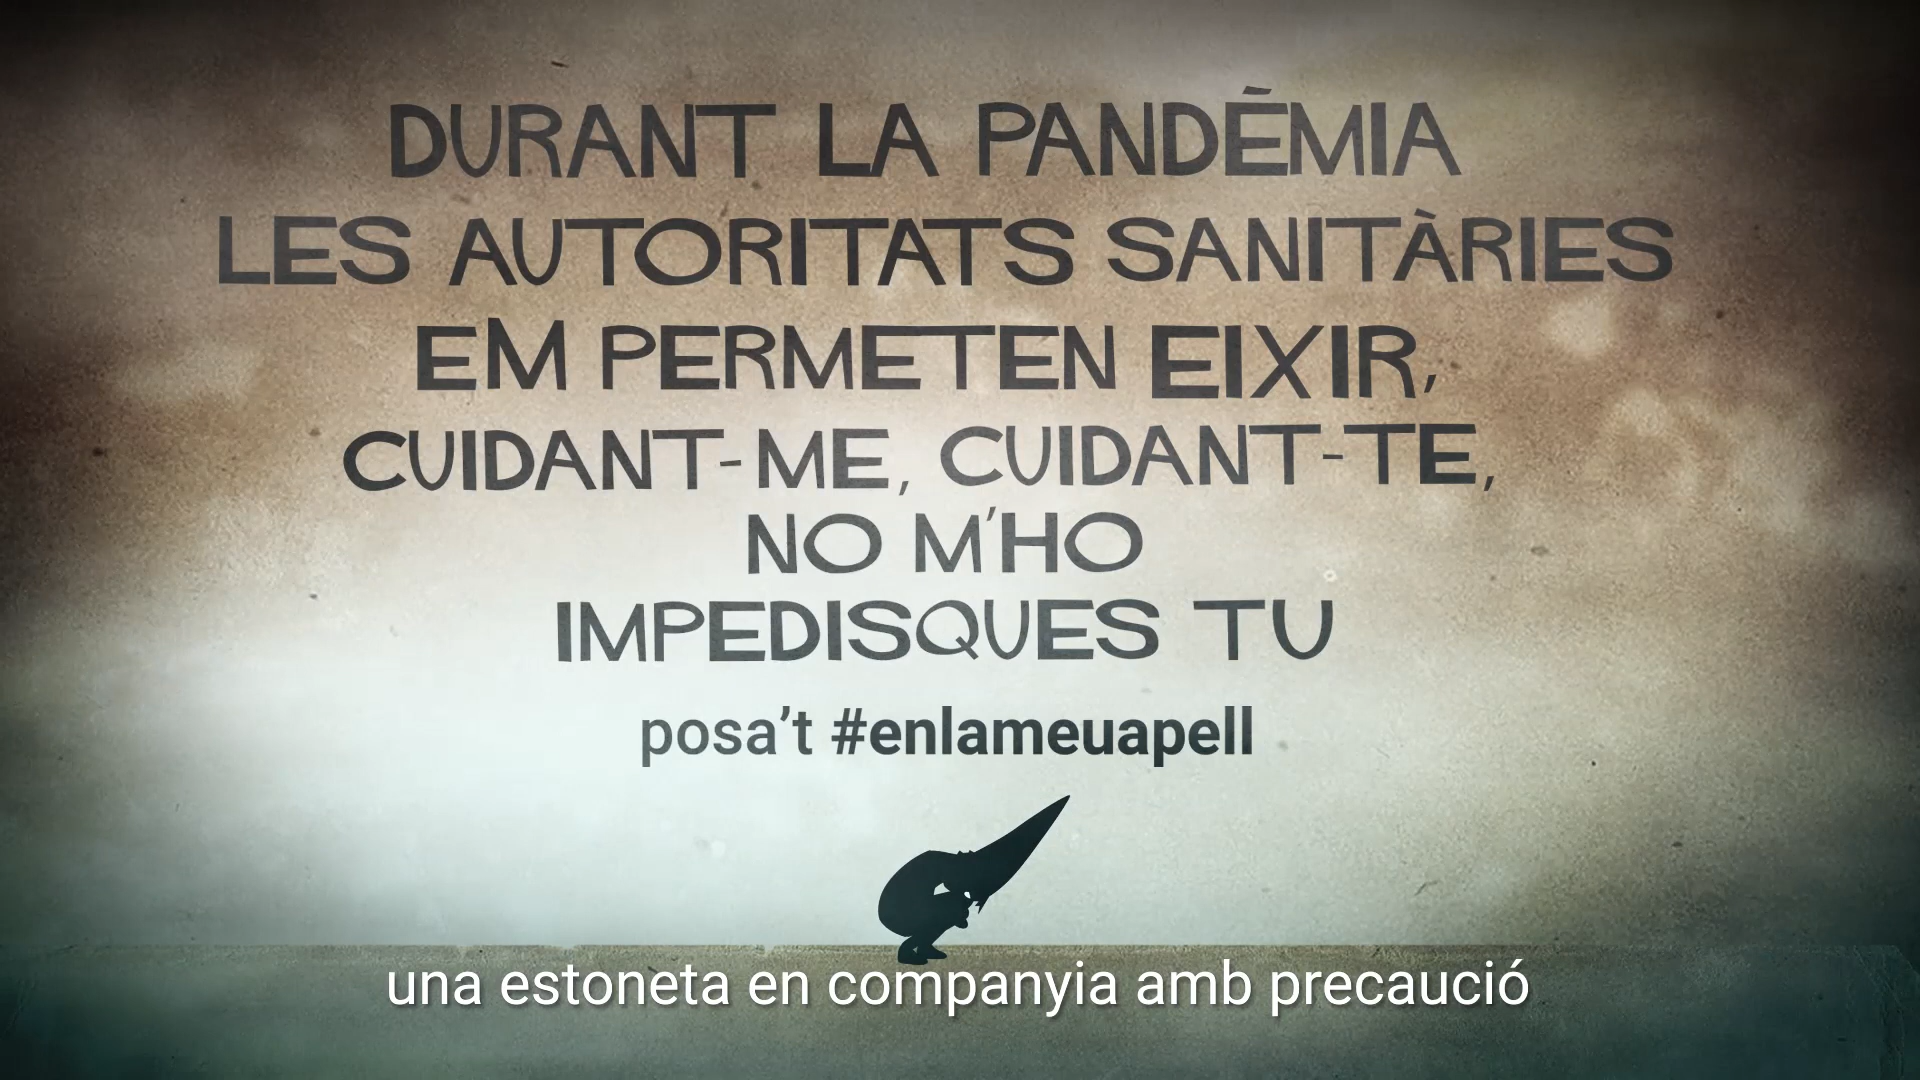 DURANT LA PANDÈMIA
LES AUTORITATS SANITÀRIES
EM PERMETEN EIXIR,
CUIDANT-ME, CUIDANT-TE,
NO M'HO
IMPEDISQUES TU
posa't #enlameuapell
una estoneta en companyia amb precaució